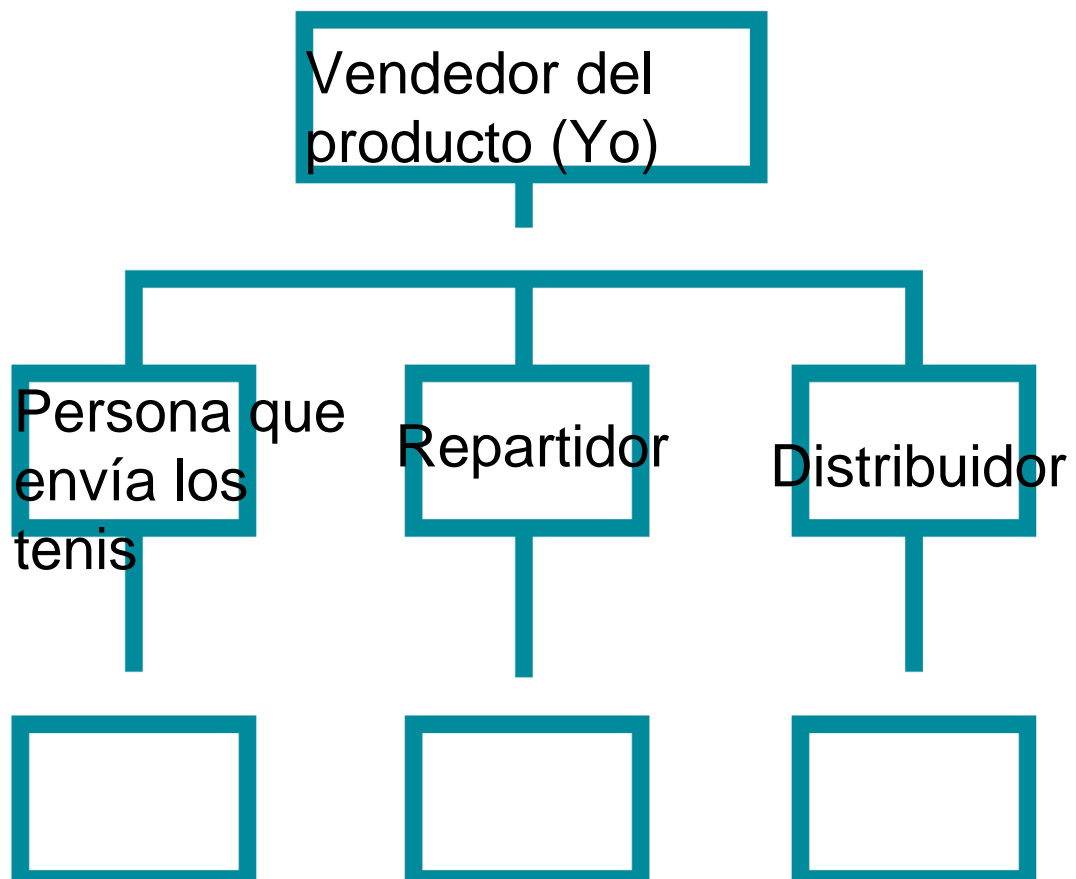 Vendedor del
producto (Yo)
Persona que
envía los
tenis
Repartidor
Distribuidor